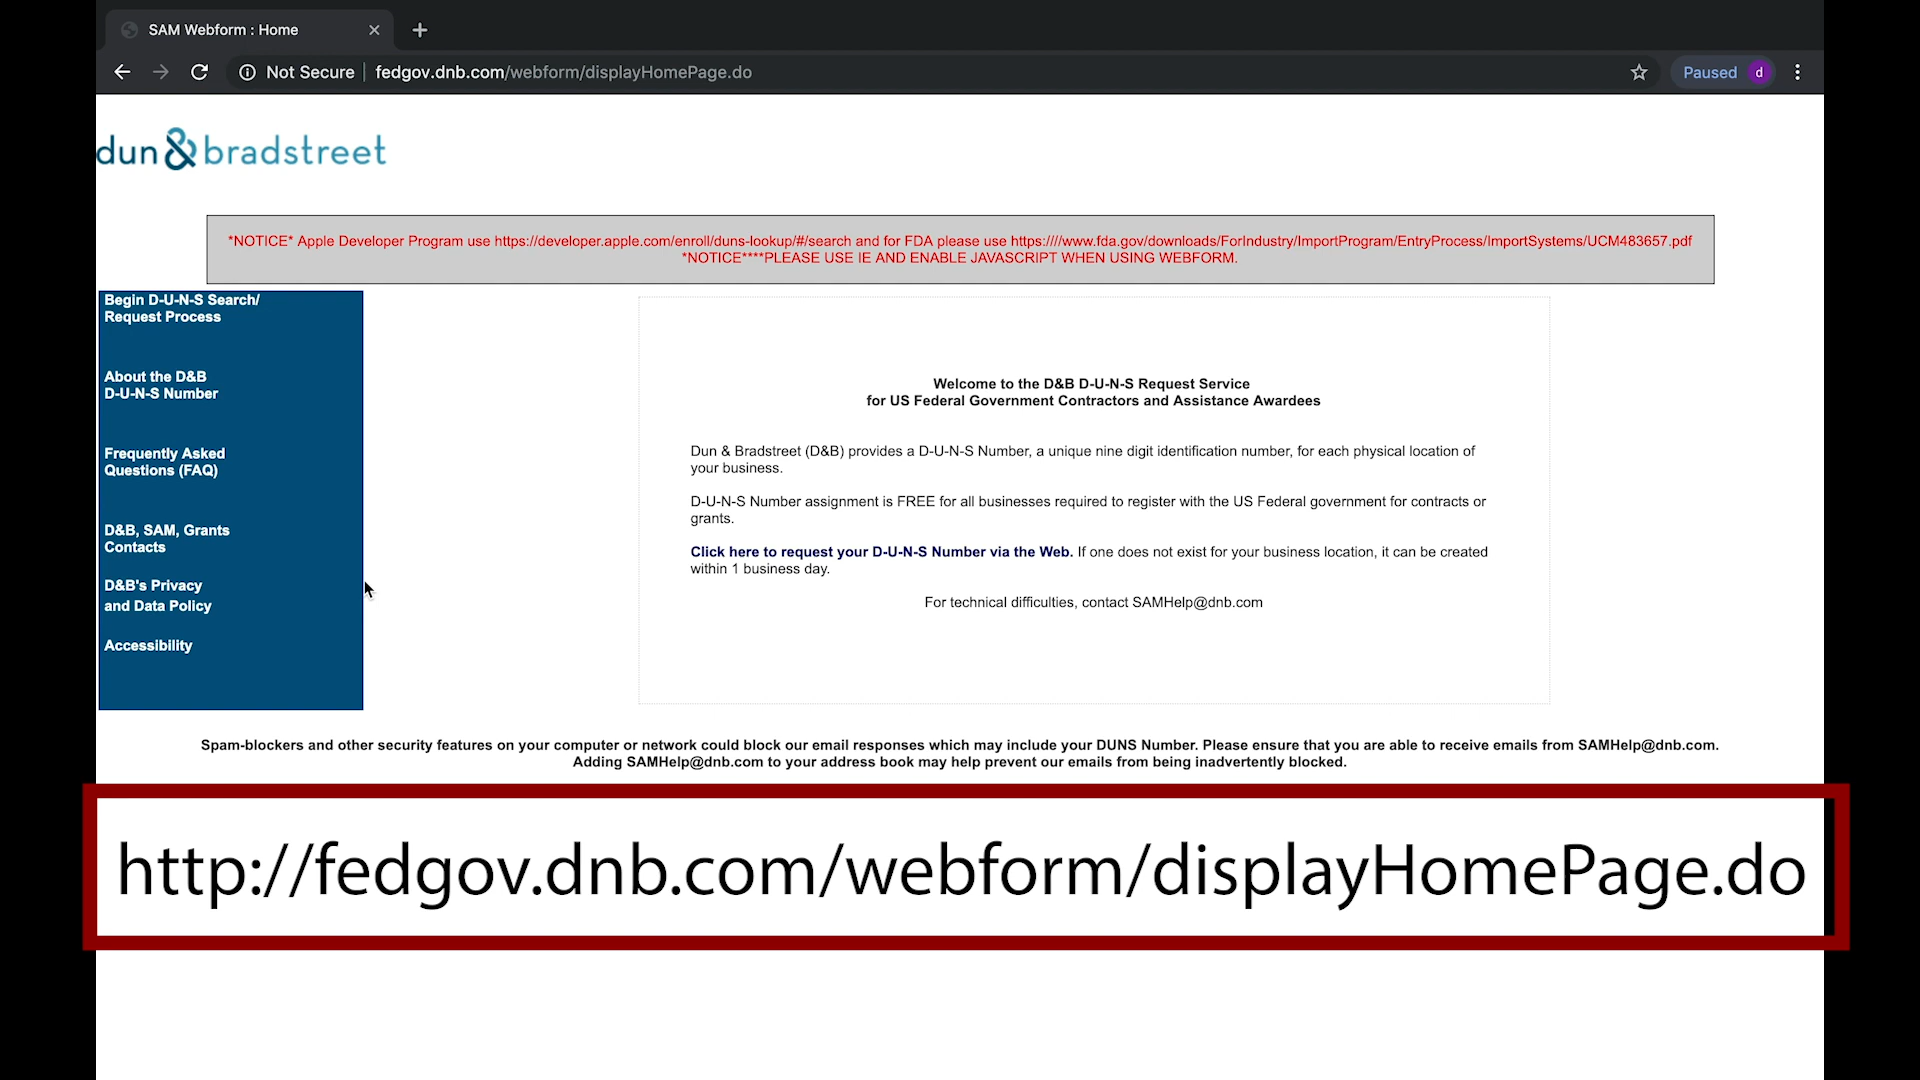 SAM Webform : Home
Not Secure | fedgov.dnb.com/webform/displayHomePage.do
Paused d
dun & bradstreet
*NOTICE* Apple Developer Program use https://developer.apple.com/enroll/duns-lookup/#/search and for FDA please use https:////www.fda.gov/downloads/ForIndustry/ImportProgram/EntryProcess/ImportSystems/UCM483657.pdf
*NOTICE****PLEASE USE IE AND ENABLE JAVASCRIPT WHEN USING WEBFORM.
Begin D-U-N-S Search/
Request Process
About the D&B
D-U-N-S Number
Frequently Asked
Questions (FAQ)
D&B, SAM, Grants
Contacts
D&B's Privacy
and Data Policy
Accessibility
Welcome to the D&B D-U-N-S Request Service
for US Federal Government Contractors and Assistance Awardees
Dun & Bradstreet (D&B) provides a D-U-N-S Number, a unique nine digit identification number, for each physical location of
your business.
D-U-N-S Number assignment is FREE for all businesses required to register with the US Federal government for contracts or
grants.
Click here to request your D-U-N-S Number via the Web. If one does not exist for your business location, it can be created
within 1 business day.
For technical difficulties, contact SAMHelp@dnb.com
Spam-blockers and other security features on your computer or network could block our email responses which may include your DUNS Number. Please ensure that you are able to receive emails from SAMHelp@dnb.com.
Adding SAMHelp@dnb.com to your address book may help prevent our emails from being inadvertently blocked.
http://fedgov.dnb.com/webform/displayHomePage.do